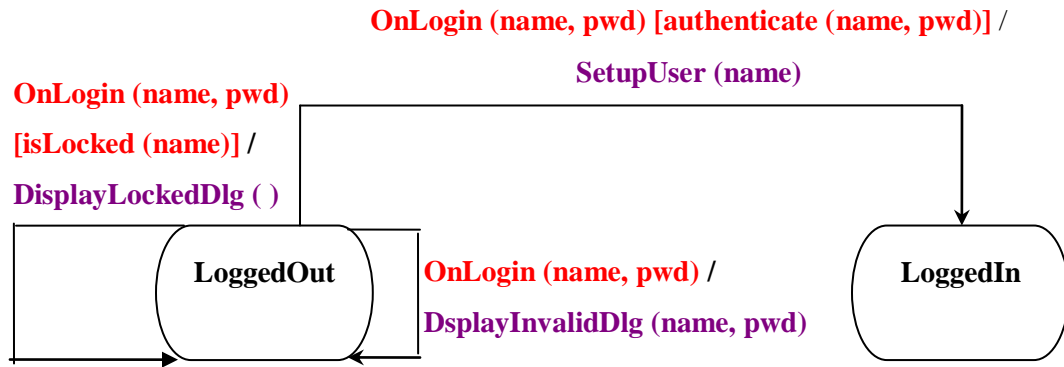 OnLogin (name, pwd) [authenticate (name, pwd)] /
SetupUser (name)
OnLogin (name, pwd)
[isLocked (name)] /
DisplayLockedDlg ( )
LoggedOut
OnLogin (name, pwd) /
DsplayInvalidDlg (name, pwd)
LoggedIn